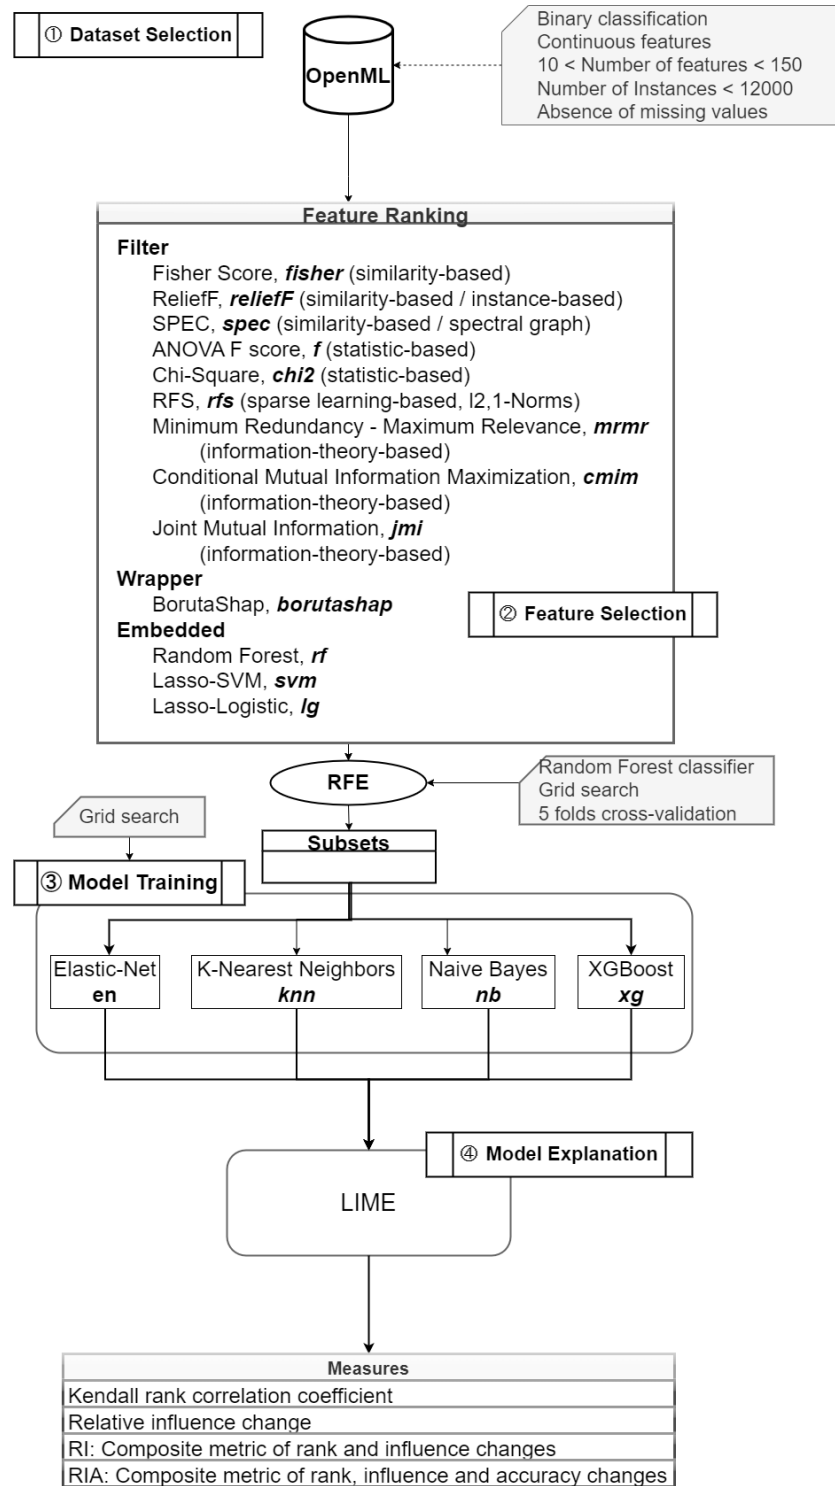 ① Dataset Selection
OpenML
Binary classification
Continuous features
10 < Number of features < 150
Number of Instances < 12000
Absence of missing values
Feature Ranking
Filter
Fisher Score, fisher (similarity-based)
ReliefF, reliefF (similarity-based / instance-based)
SPEC, spec (similarity-based / spectral graph)
ANOVA F score, f (statistic-based)
Chi-Square, chi2 (statistic-based)
RFS, rfs (sparse learning-based, l2,1-Norms)
Minimum Redundancy - Maximum Relevance, mrmr
(information-theory-based)
Conditional Mutual Information Maximization, cmim
(information-theory-based)
Joint Mutual Information, jmi
(information-theory-based)
Wrapper
BorutaShap, borutashap
② Feature Selection
Embedded
Random Forest, rf
Lasso-SVM, svm
Lasso-Logistic, lg
RFE
Random Forest classifier
Grid search
5 folds cross-validation
Grid search
Subsets
③ Model Training
Elastic-Net
en
K-Nearest Neighbors
knn
Naive Bayes
nb
XGBoost
xg
④ Model Explanation
LIME
Measures
Kendall rank correlation coefficient
Relative influence change
RI: Composite metric of rank and influence changes
RIA: Composite metric of rank, influence and accuracy changes